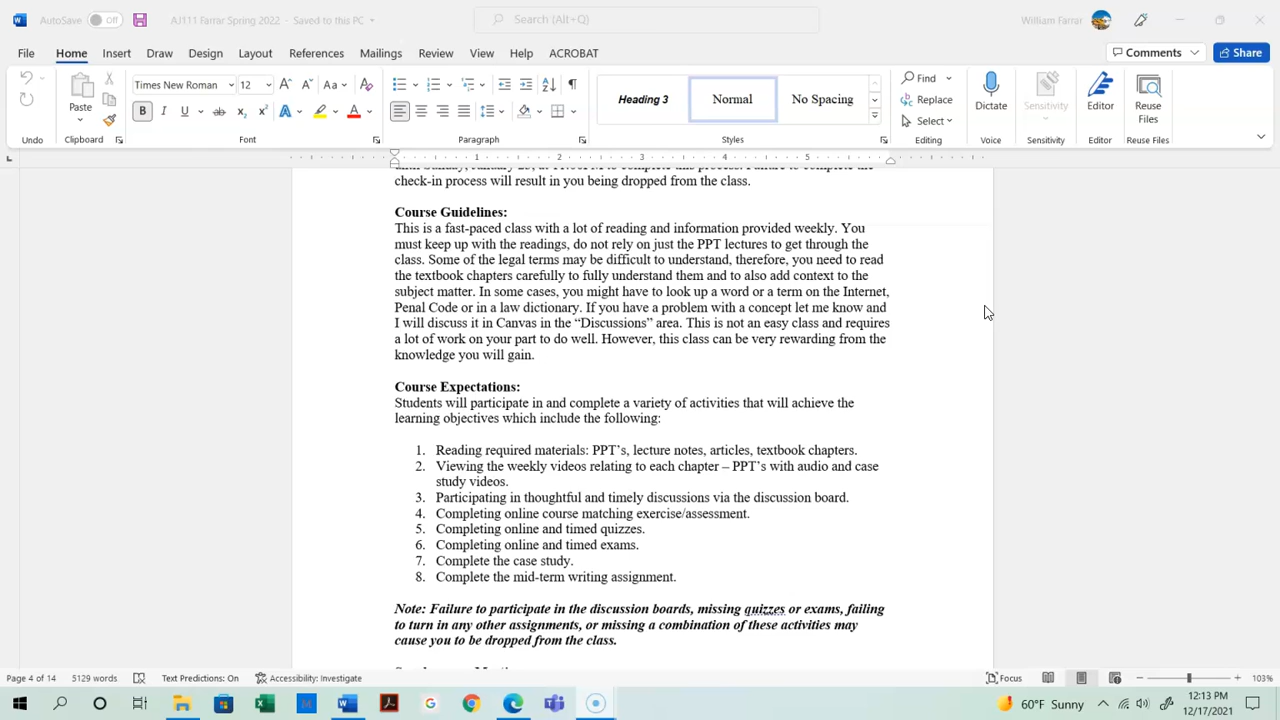 AutoSave Off AJ111 Farrar Spring 2022 - Saved to this PC Search (Alt+Q) William Farrar
File Home Insert Draw Design Layout References Mailings Review View Help ACROBAT Comments Share
Times New Roman 12 Heading 3 Normal No Spacing Find Replace Select
Paste Dictate Sensitivity Editor Reuse Files
Undo Clipboard Font Paragraph Styles Editing Voice Sensitivity Editor Reuse Files
1 2 3 4 5
check-in process will result in you being dropped from the class.
Course Guidelines:
This is a fast-paced class with a lot of reading and information provided weekly. You
must keep up with the readings, do not rely on just the PPT lectures to get through the
class. Some of the legal terms may be difficult to understand, therefore, you need to read
the textbook chapters carefully to fully understand them and to also add context to the
subject matter. In some cases, you might have to look up a word or a term on the Internet,
Penal Code or in a law dictionary. If you have a problem with a concept let me know and
I will discuss it in Canvas in the “Discussions” area. This is not an easy class and requires
a lot of work on your part to do well. However, this class can be very rewarding from the
knowledge you will gain.
Course Expectations:
Students will participate in and complete a variety of activities that will achieve the
learning objectives which include the following:
1. Reading required materials: PPT’s, lecture notes, articles, textbook chapters.
2. Viewing the weekly videos relating to each chapter – PPT’s with audio and case
study videos.
3. Participating in thoughtful and timely discussions via the discussion board.
4. Completing online course matching exercise/assessment.
5. Completing online and timed quizzes.
6. Completing online and timed exams.
7. Complete the case study.
8. Complete the mid-term writing assignment.
Note: Failure to participate in the discussion boards, missing quizzes or exams, failing
to turn in any other assignments, or missing a combination of these activities may
cause you to be dropped from the class.
Page 4 of 14 5129 words Text Predictions: On Accessibility: Investigate Focus 103%
60°F Sunny 12:13 PM
12/17/2021